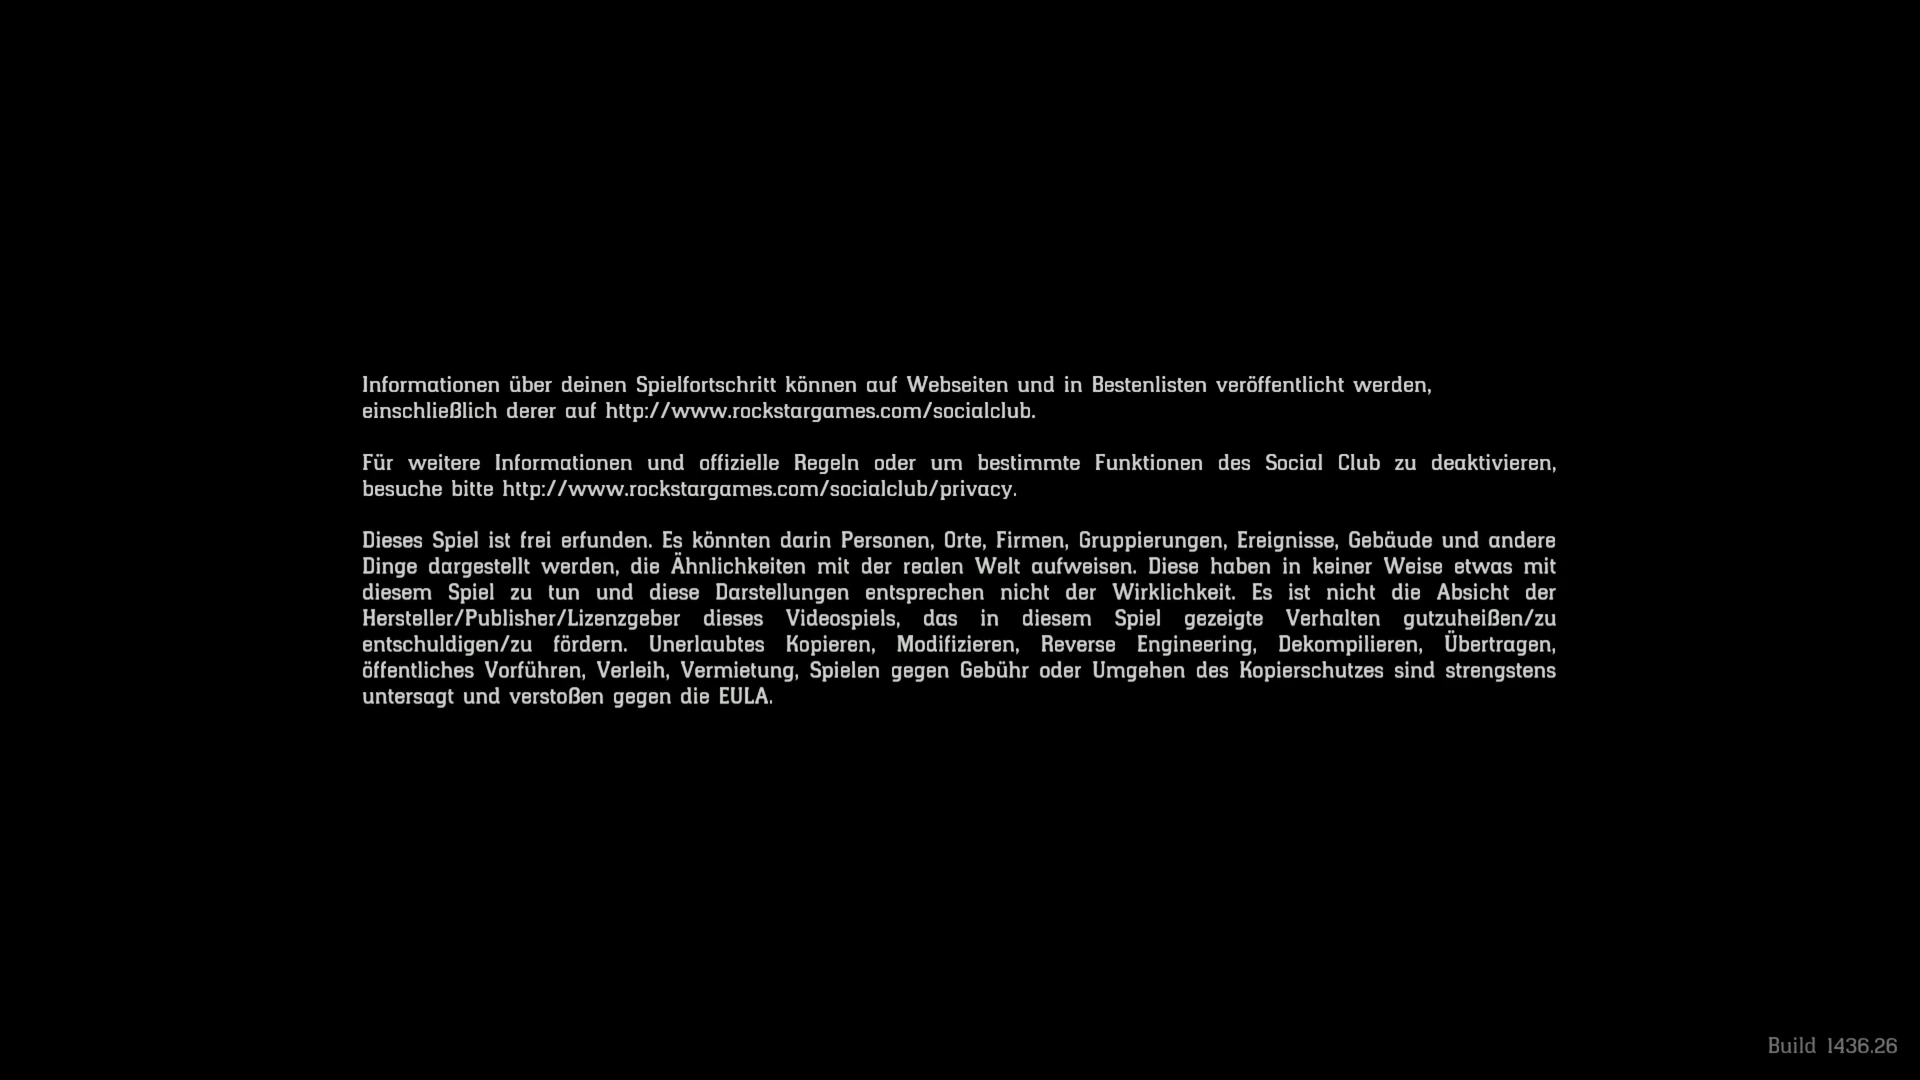 Informationen über deinen Spielfortschritt können auf Webseiten und in Bestenlisten veröffentlicht werden,
einschließlich derer auf http://www.rockstargames.com/socialclub.
Für weitere Informationen und offizielle Regeln oder um bestimmte Funktionen des Social Club zu deaktivieren,
besuche bitte http://www.rockstargames.com/socialclub/privacy.
Dieses Spiel ist frei erfunden. Es könnten darin Personen, Orte, Firmen, Gruppierungen, Ereignisse, Gebäude und andere
Dinge dargestellt werden, die Ähnlichkeiten mit der realen Welt aufweisen. Diese haben in keiner Weise etwas mit
diesem Spiel zu tun und diese Darstellungen entsprechen nicht der Wirklichkeit. Es ist nicht die Absicht der
Hersteller/Publisher/Lizenzgeber dieses Videospiels, das in diesem Spiel gezeigte Verhalten gutzuheißen/zu
entschuldigen/zu fördern. Unerlaubtes Kopieren, Modifizieren, Reverse Engineering, Dekompilieren, Übertragen,
öffentliches Vorführen, Verleih, Vermietung, Spielen gegen Gebühr oder Umgehen des Kopierschutzes sind strengstens
untersagt und verstoßen gegen die EULA.
Build 1436.26